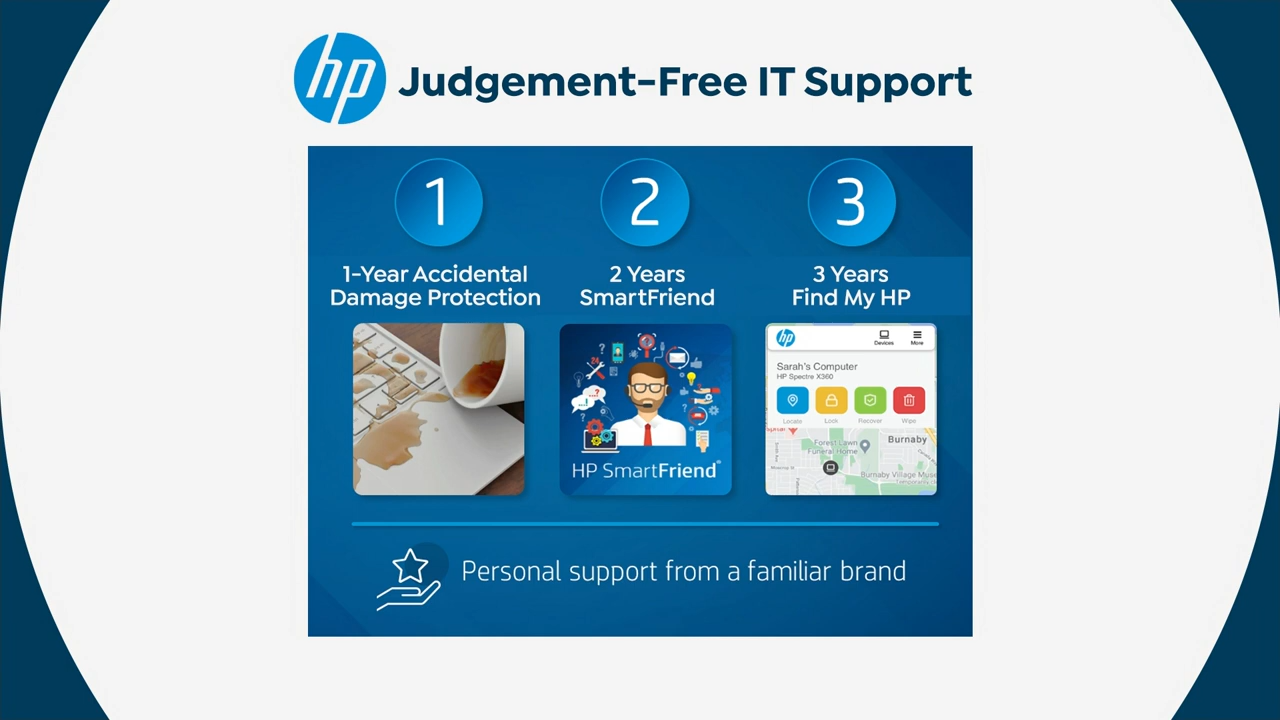 hp Judgement-Free IT Support
1
2
3
1-Year Accidental
Damage Protection
2 Years
SmartFriend
3 Years
Find My HP
HP SmartFriend
hp
Devices
More
Sarah's Computer
HP Spectre X360
Locate
Lock
Recover
Wipe
Forest Lawn
Funeral Home
Burnaby
Burnaby Village Muse
Personal support from a familiar brand